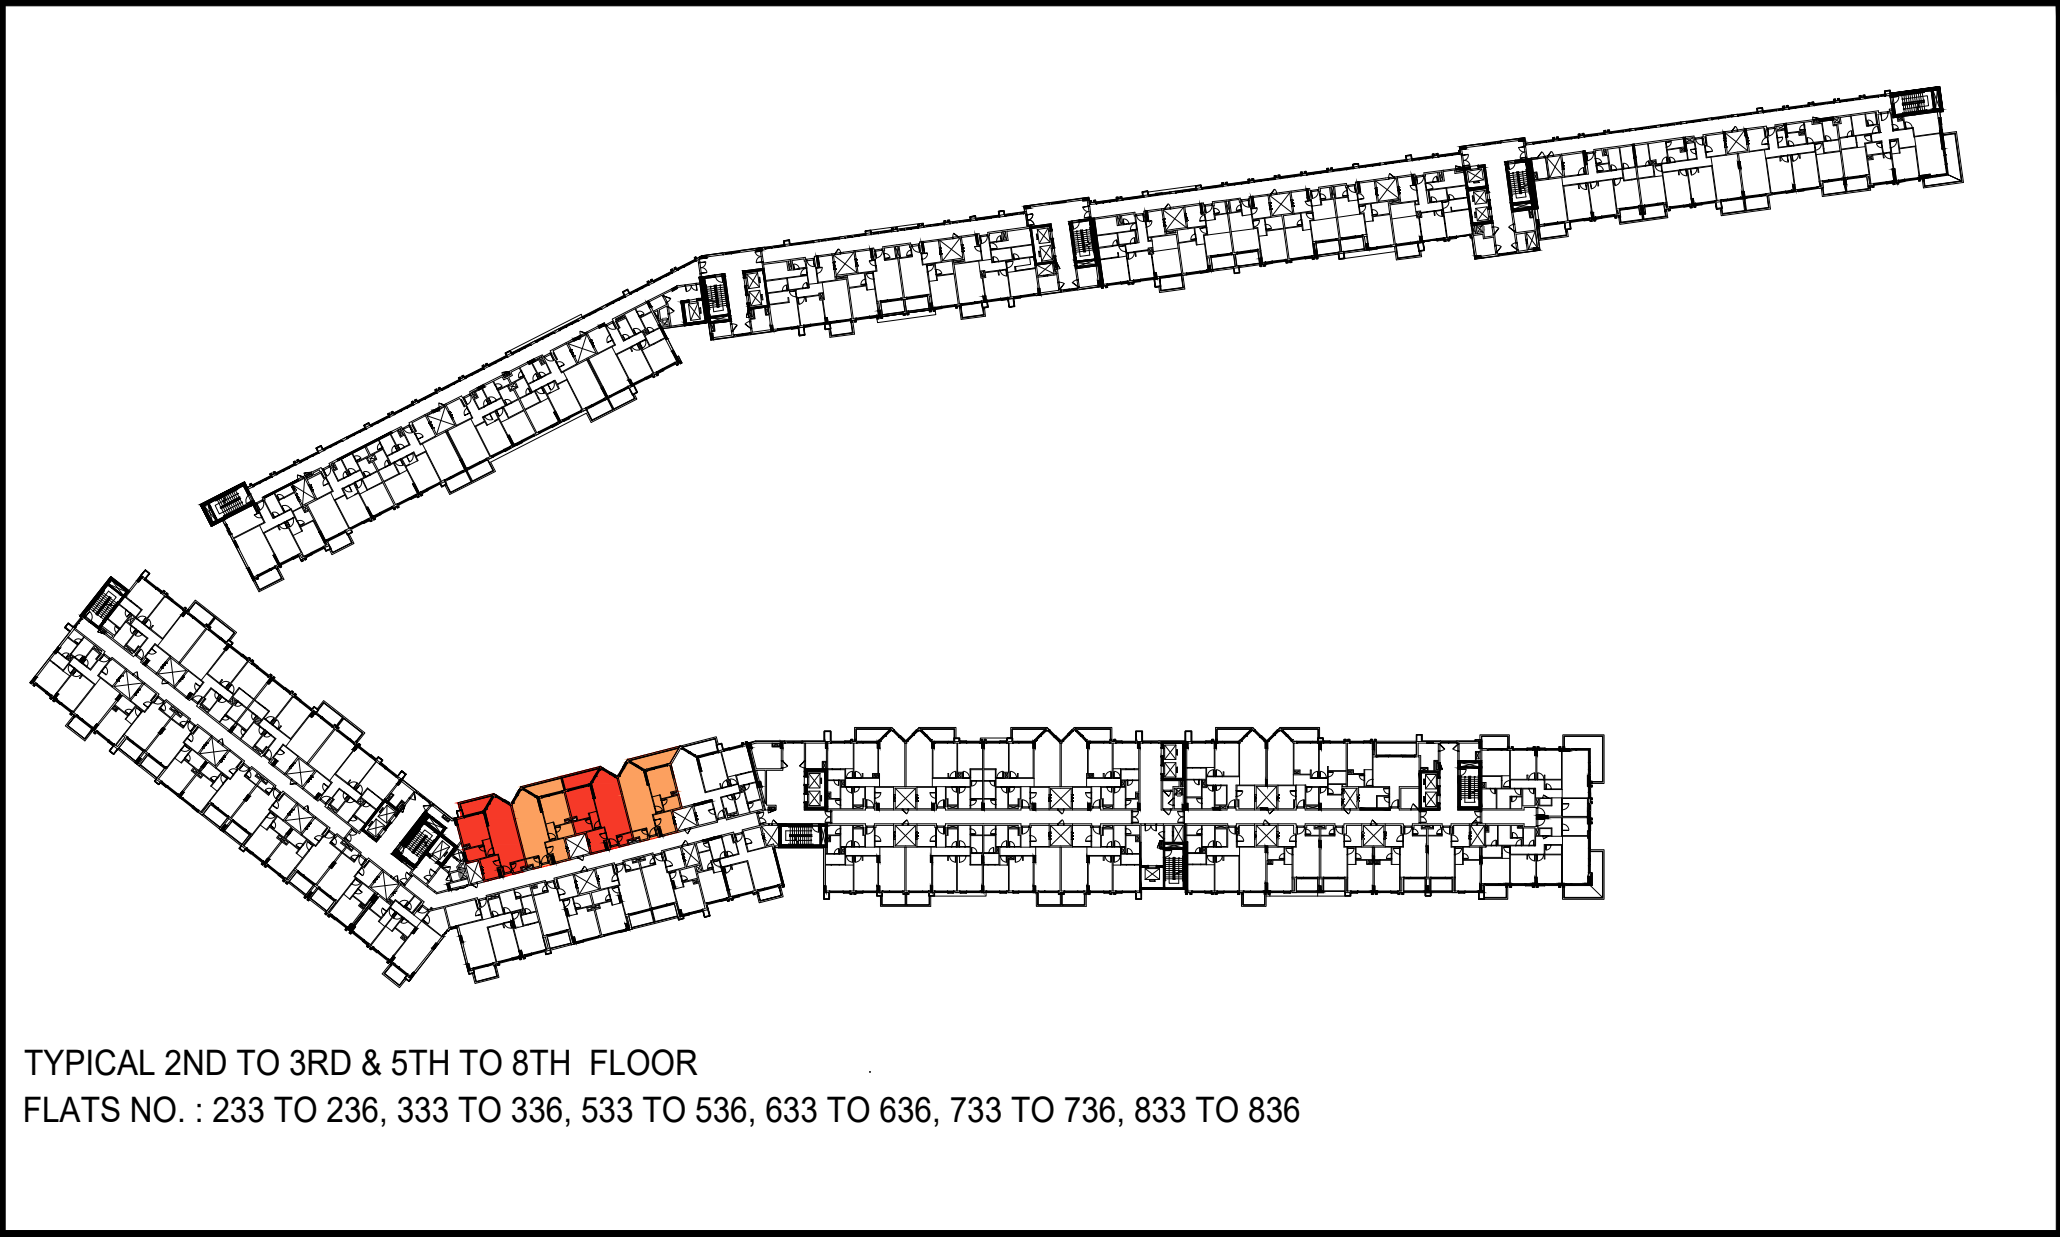 TYPICAL 2ND TO 3RD & 5TH TO 8TH FLOOR
FLATS NO. : 233 TO 236, 333 TO 336, 533 TO 536, 633 TO 636, 733 TO 736, 833 TO 836